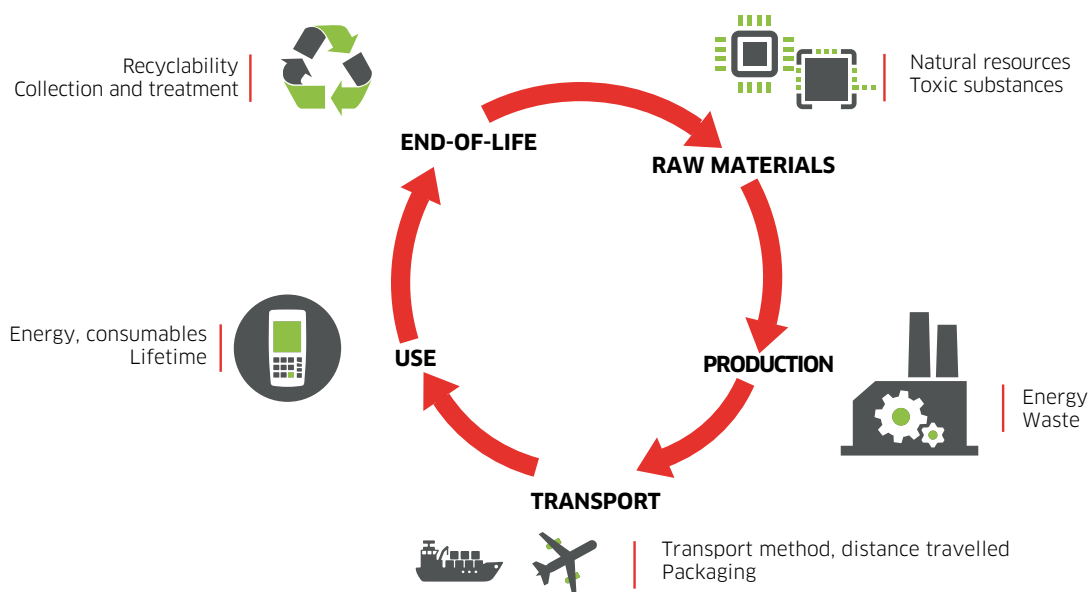 Recyclability
Collection and treatment
Natural resources
Toxic substances
END-OF-LIFE
RAW MATERIALS
Energy, consumables
Lifetime
USE
PRODUCTION
Energy
Waste
TRANSPORT
Transport method, distance travelled
Packaging